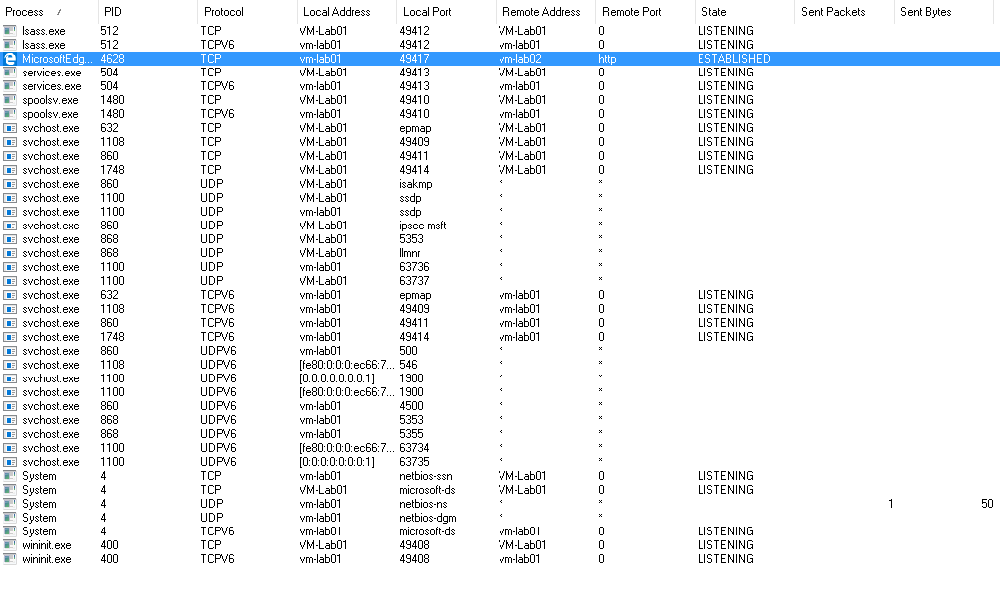 Process PID Protocol Local Address Local Port Remote Address Remote Port State Sent Packets Sent Bytes
lsass.exe 512 TCP VM-Lab01 49412 VM-Lab01 0 LISTENING
lsass.exe 512 TCPV6 vm-lab01 49412 vm-lab01 0 LISTENING
MicrosoftEdg... 4628 TCP vm-lab01 49417 vm-lab02 http ESTABLISHED
services.exe 504 TCP VM-Lab01 49413 VM-Lab01 0 LISTENING
services.exe 504 TCPV6 vm-lab01 49413 vm-lab01 0 LISTENING
spoolsv.exe 1480 TCP VM-Lab01 49410 VM-Lab01 0 LISTENING
spoolsv.exe 1480 TCPV6 vm-lab01 49410 vm-lab01 0 LISTENING
svchost.exe 632 TCP VM-Lab01 epmap VM-Lab01 0 LISTENING
svchost.exe 1108 TCP VM-Lab01 49409 VM-Lab01 0 LISTENING
svchost.exe 860 TCP VM-Lab01 49411 VM-Lab01 0 LISTENING
svchost.exe 1748 TCP VM-Lab01 49414 VM-Lab01 0 LISTENING
svchost.exe 860 UDP VM-Lab01 isakmp * *
svchost.exe 1100 UDP VM-Lab01 ssdp * *
svchost.exe 1100 UDP vm-lab01 ssdp * *
svchost.exe 860 UDP VM-Lab01 ipsec-msft * *
svchost.exe 868 UDP VM-Lab01 5353 * *
svchost.exe 868 UDP VM-Lab01 llmnr * *
svchost.exe 1100 UDP vm-lab01 63736 * *
svchost.exe 1100 UDP VM-Lab01 63737 * *
svchost.exe 632 TCPV6 vm-lab01 epmap vm-lab01 0 LISTENING
svchost.exe 1108 TCPV6 vm-lab01 49409 vm-lab01 0 LISTENING
svchost.exe 860 TCPV6 vm-lab01 49411 vm-lab01 0 LISTENING
svchost.exe 1748 TCPV6 vm-lab01 49414 vm-lab01 0 LISTENING
svchost.exe 860 UDPV6 vm-lab01 500 * *
svchost.exe 1108 UDPV6 [fe80:0:0:0:ec66:7... 546 * *
svchost.exe 1100 UDPV6 [0:0:0:0:0:0:0:1] 1900 * *
svchost.exe 1100 UDPV6 [fe80:0:0:0:ec66:7... 1900 * *
svchost.exe 860 UDPV6 vm-lab01 4500 * *
svchost.exe 868 UDPV6 vm-lab01 5353 * *
svchost.exe 868 UDPV6 vm-lab01 5355 * *
svchost.exe 1100 UDPV6 [fe80:0:0:0:ec66:7... 63734 * *
svchost.exe 1100 UDPV6 [0:0:0:0:0:0:0:1] 63735 * *
System 4 TCP vm-lab01 netbios-ssn VM-Lab01 0 LISTENING
System 4 TCP VM-Lab01 microsoft-ds VM-Lab01 0 LISTENING
System 4 UDP vm-lab01 netbios-ns * * 1 50
System 4 UDP vm-lab01 netbios-dgm * *
System 4 TCPV6 vm-lab01 microsoft-ds vm-lab01 0 LISTENING
wininit.exe 400 TCP VM-Lab01 49408 VM-Lab01 0 LISTENING
wininit.exe 400 TCPV6 vm-lab01 49408 vm-lab01 0 LISTENING